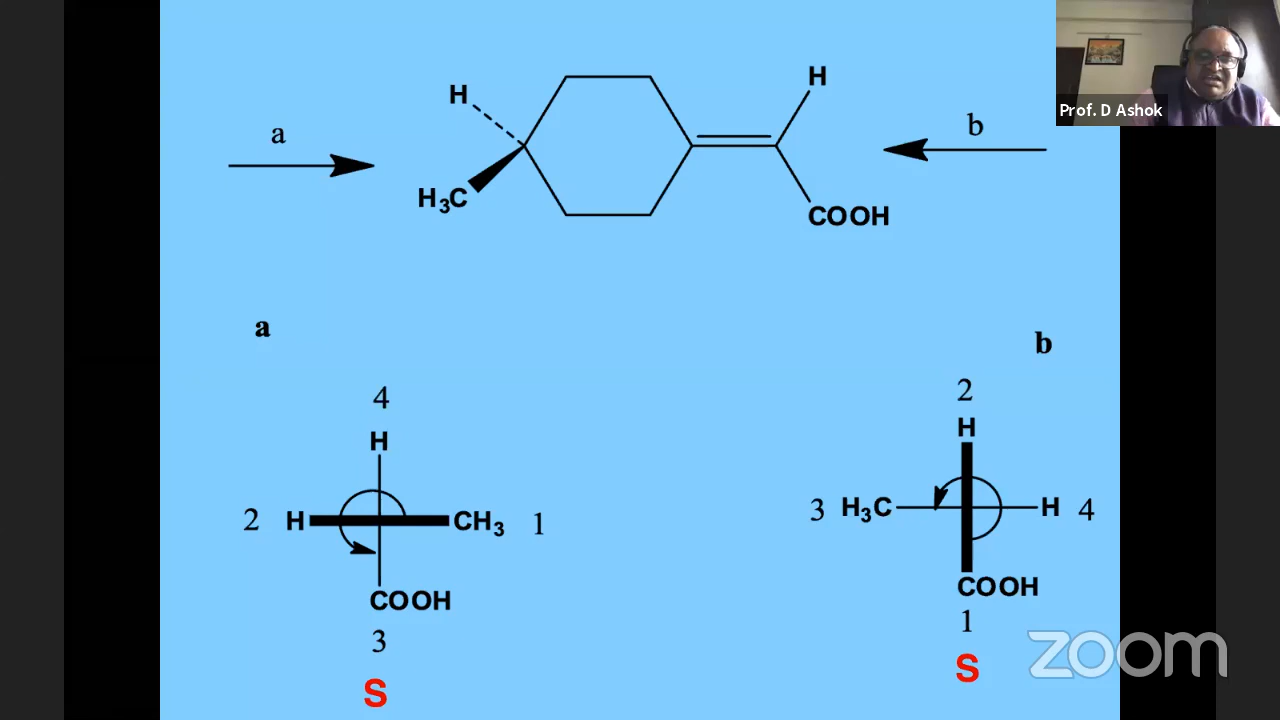 Prof. D Ashok
H
H
a
b
H₃C
COOH
a
b
4
2
H
H
2 H CH₃ 1
3 H₃C H 4
COOH
COOH
3
1
S
S
zoom